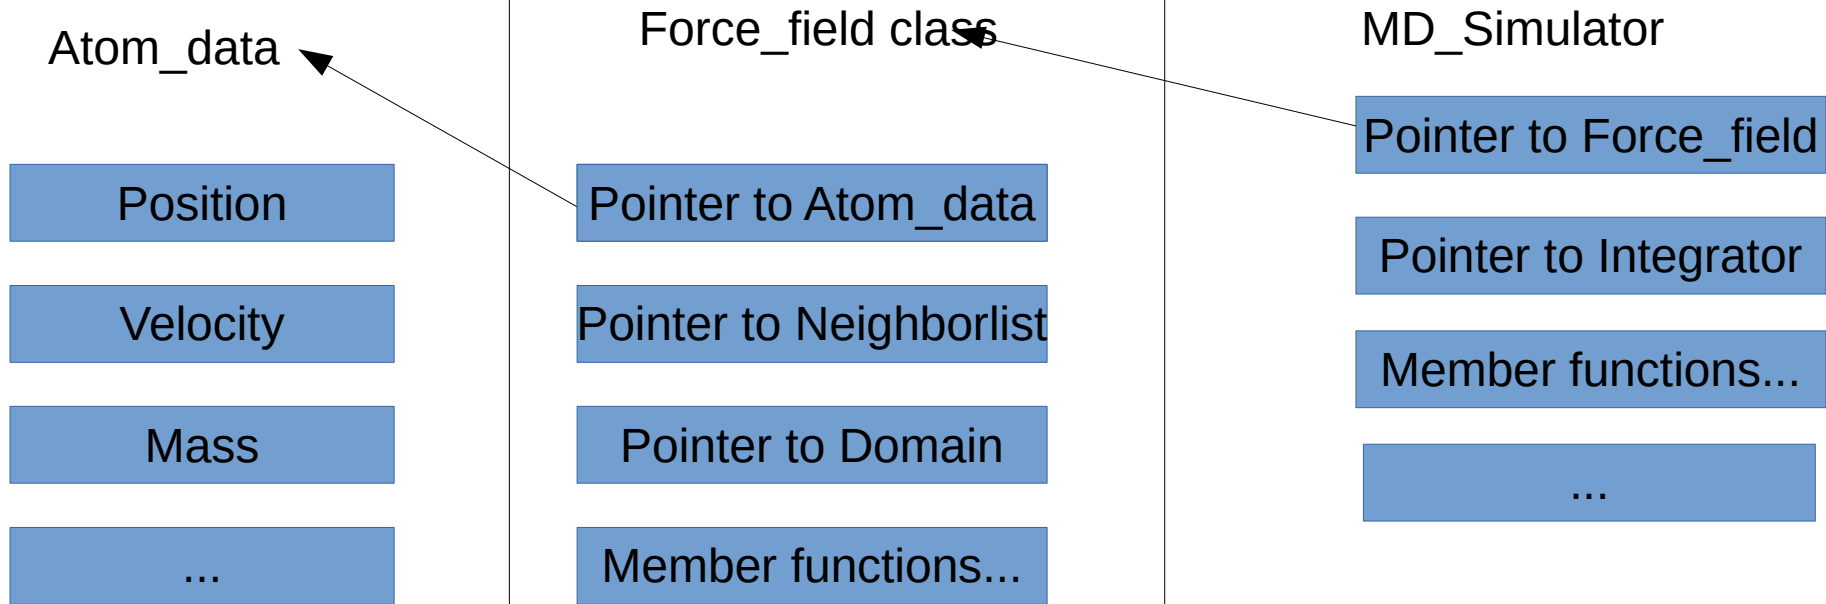 Atom_data
Position
Velocity
Mass
...
Force_field class
Pointer to Atom_data
Pointer to Neighborlist
Pointer to Domain
Member functions...
MD_Simulator
Pointer to Force_field
Pointer to Integrator
Member functions...
...